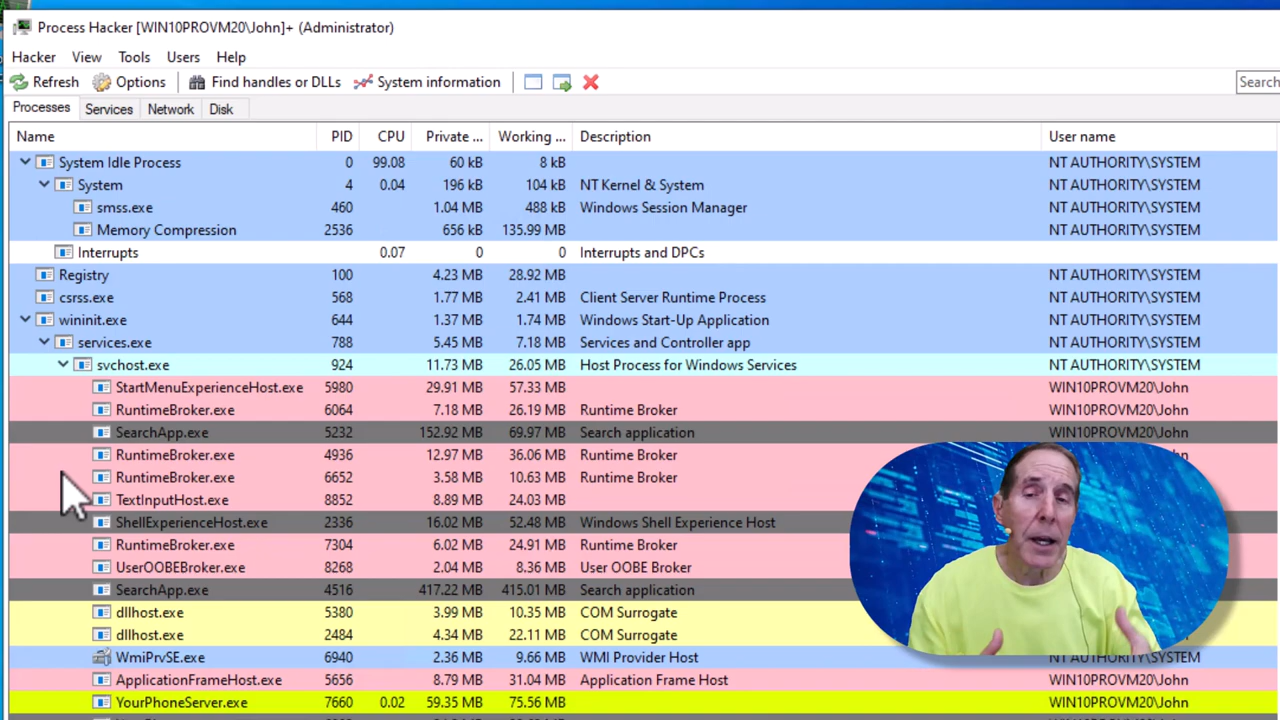 Process Hacker [WIN10PROVM20\John]+ (Administrator)
Hacker View Tools Users Help
Refresh Options Find handles or DLLs System information Search
Processes Services Network Disk
Name PID CPU Private ... Working ... Description User name
System Idle Process 0 99.08 60 kB 8 kB NT AUTHORITY\SYSTEM
System 4 0.04 196 kB 104 kB NT Kernel & System NT AUTHORITY\SYSTEM
smss.exe 460 1.04 MB 488 kB Windows Session Manager NT AUTHORITY\SYSTEM
Memory Compression 2536 656 kB 135.99 MB NT AUTHORITY\SYSTEM
Interrupts 0.07 0 0 Interrupts and DPCs
Registry 100 4.23 MB 28.92 MB NT AUTHORITY\SYSTEM
csrss.exe 568 1.77 MB 2.41 MB Client Server Runtime Process NT AUTHORITY\SYSTEM
wininit.exe 644 1.37 MB 1.74 MB Windows Start-Up Application NT AUTHORITY\SYSTEM
services.exe 788 5.45 MB 7.18 MB Services and Controller app NT AUTHORITY\SYSTEM
svchost.exe 924 11.73 MB 26.05 MB Host Process for Windows Services NT AUTHORITY\SYSTEM
StartMenuExperienceHost.exe 5980 29.91 MB 57.33 MB WIN10PROVM20\John
RuntimeBroker.exe 6064 7.18 MB 26.19 MB Runtime Broker WIN10PROVM20\John
SearchApp.exe 5232 152.92 MB 69.97 MB Search application WIN10PROVM20\John
RuntimeBroker.exe 4936 12.97 MB 36.06 MB Runtime Broker
RuntimeBroker.exe 6652 3.58 MB 10.63 MB Runtime Broker
TextInputHost.exe 8852 8.89 MB 24.03 MB
ShellExperienceHost.exe 2336 16.02 MB 52.48 MB Windows Shell Experience Host
RuntimeBroker.exe 7304 6.02 MB 24.91 MB Runtime Broker
UserOOBEBroker.exe 8268 2.04 MB 8.36 MB User OOBE Broker
SearchApp.exe 4516 417.22 MB 415.01 MB Search application
dllhost.exe 5380 3.99 MB 10.35 MB COM Surrogate
dllhost.exe 2484 4.34 MB 22.11 MB COM Surrogate
WmiPrvSE.exe 6940 2.36 MB 9.66 MB WMI Provider Host NT AUTHORITY\SYSTEM
ApplicationFrameHost.exe 5656 8.79 MB 31.04 MB Application Frame Host WIN10PROVM20\John
YourPhoneServer.exe 7660 0.02 59.35 MB 75.56 MB WIN10PROVM20\John